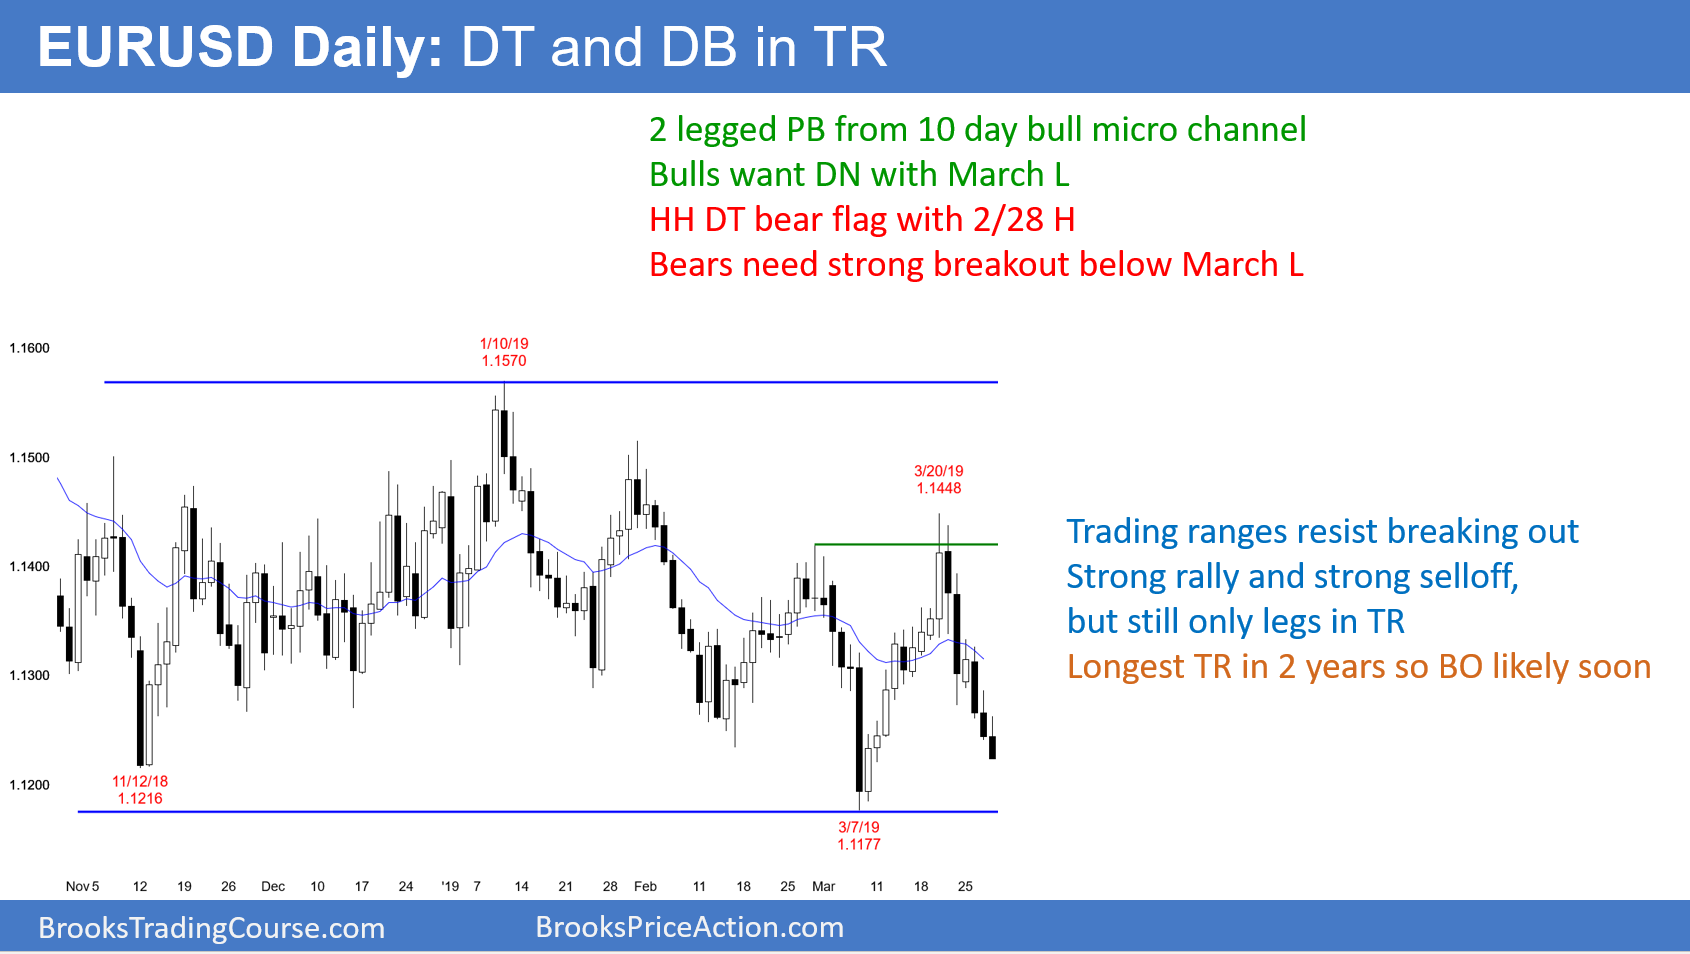 EURUSD Daily: DT and DB in TR
2 legged PB from 10 day bull micro channel
Bulls want DN with March L
HH DT bear flag with 2/28 H
Bears need strong breakout below March L
1.1600
1/10/19
1.1570
1.1500
3/20/19
1.1448
1.1400
Trading ranges resist breaking out
Strong rally and strong selloff,
but still only legs in TR
Longest TR in 2 years so BO likely soon
1.1300
1.1200
11/12/18
1.1216
3/7/19
1.1177
Nov 5 12 19 26 Dec 10 17 24 '19 7 14 21 28 Feb 11 18 25 Mar 11 18 25
BrooksTradingCourse.com
BrooksPriceAction.com